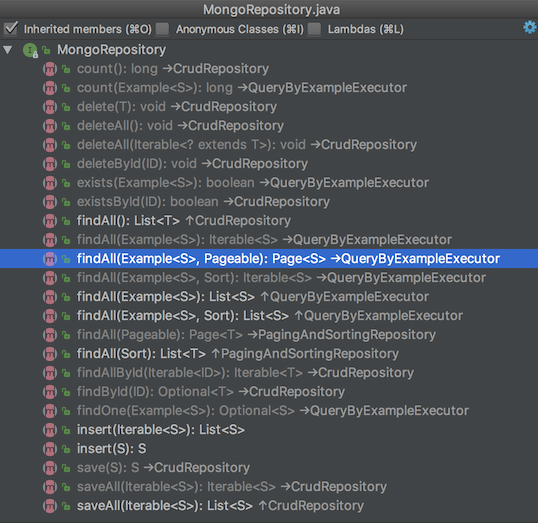 MongoRepository.java
Inherited members (⌘O) Anonymous Classes (⌘I) Lambdas (⌘L)
MongoRepository
count(): long →CrudRepository
count(Example<S>): long →QueryByExampleExecutor
delete(T): void →CrudRepository
deleteAll(): void →CrudRepository
deleteAll(Iterable<? extends T>): void →CrudRepository
deleteById(ID): void →CrudRepository
exists(Example<S>): boolean →QueryByExampleExecutor
existsById(ID): boolean →CrudRepository
findAll(): List<T> ↑CrudRepository
findAll(Example<S>): Iterable<S> →QueryByExampleExecutor
findAll(Example<S>, Pageable): Page<S> →QueryByExampleExecutor
findAll(Example<S>, Sort): Iterable<S> →QueryByExampleExecutor
findAll(Example<S>): List<S> ↑QueryByExampleExecutor
findAll(Example<S>, Sort): List<S> ↑QueryByExampleExecutor
findAll(Pageable): Page<T> →PagingAndSortingRepository
findAll(Sort): List<T> ↑PagingAndSortingRepository
findAllById(Iterable<ID>): Iterable<T> →CrudRepository
findById(ID): Optional<T> →CrudRepository
findOne(Example<S>): Optional<S> →QueryByExampleExecutor
insert(Iterable<S>): List<S>
insert(S): S
save(S): S →CrudRepository
saveAll(Iterable<S>): Iterable<S> →CrudRepository
saveAll(Iterable<S>): List<S> ↑CrudRepository